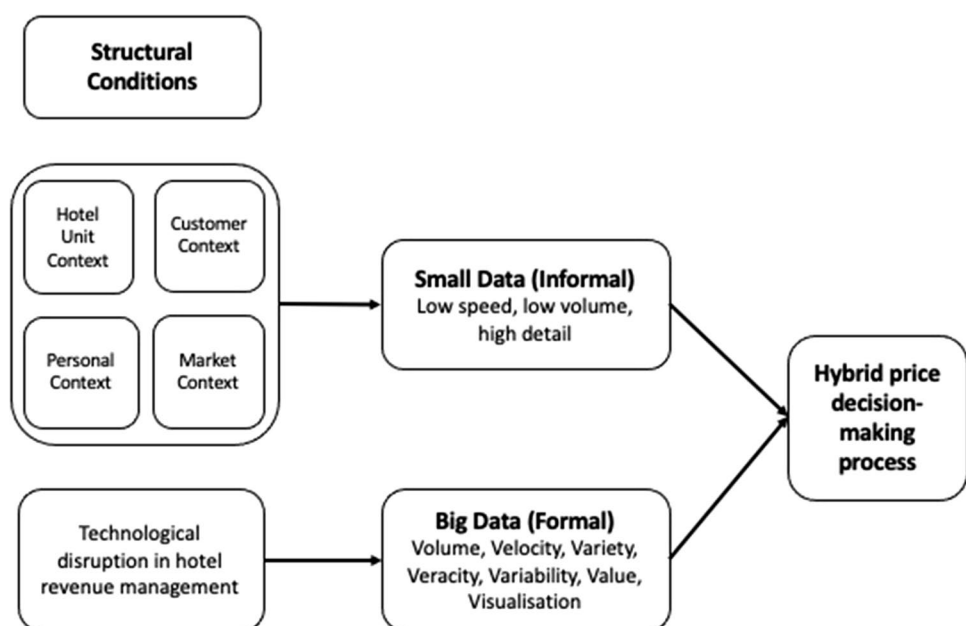 Structural
Conditions
Hotel
Unit
Context
Customer
Context
Personal
Context
Market
Context
Small Data (Informal)
Low speed, low volume,
high detail
Hybrid price
decision-
making
process
Technological
disruption in hotel
revenue management
Big Data (Formal)
Volume, Velocity, Variety,
Veracity, Variability, Value,
Visualisation